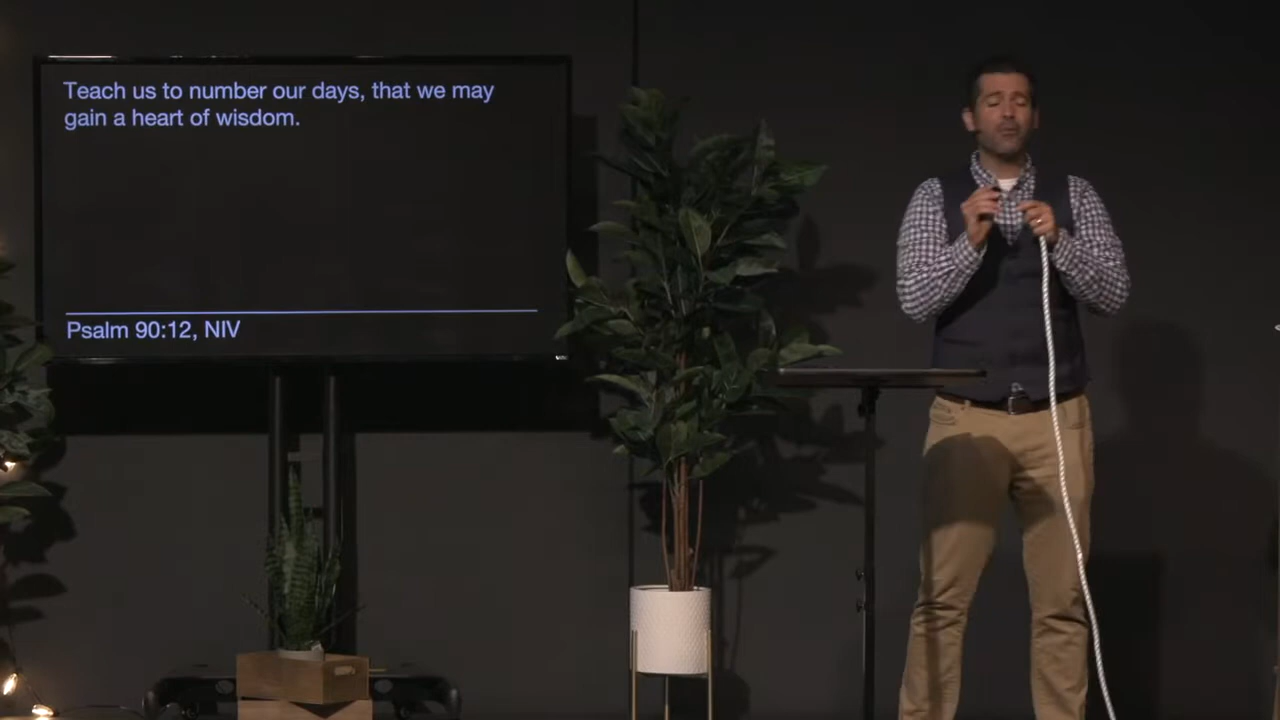 Teach us to number our days, that we may
gain a heart of wisdom.
Psalm 90:12, NIV